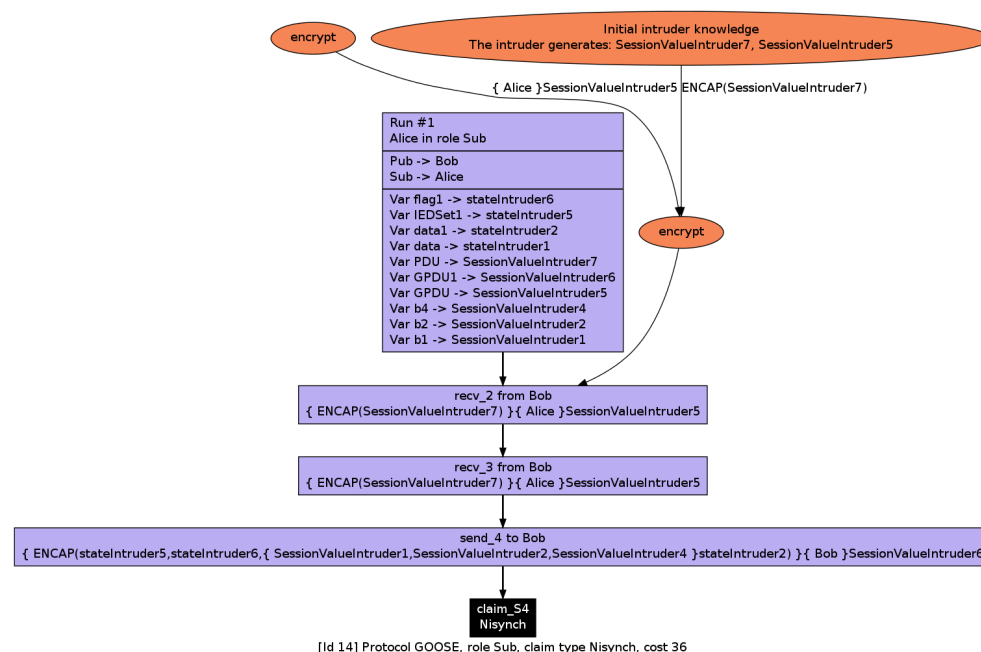 encrypt
Initial intruder knowledge
The intruder generates: SessionValueIntruder7, SessionValueIntruder5
{ Alice }SessionValueIntruder5
ENCAP(SessionValueIntruder7)
Run #1
Alice in role Sub
Pub -> Bob
Sub -> Alice
Var flag1 -> stateIntruder6
Var IEDSet1 -> stateIntruder5
Var data1 -> stateIntruder2
Var data -> stateIntruder1
Var PDU -> SessionValueIntruder7
Var GPDU1 -> SessionValueIntruder6
Var GPDU -> SessionValueIntruder5
Var b4 -> SessionValueIntruder4
Var b2 -> SessionValueIntruder2
Var b1 -> SessionValueIntruder1
encrypt
recv_2 from Bob
{ ENCAP(SessionValueIntruder7) }{ Alice }SessionValueIntruder5
recv_3 from Bob
{ ENCAP(SessionValueIntruder7) }{ Alice }SessionValueIntruder5
send_4 to Bob
{ ENCAP(stateIntruder5,stateIntruder6,{ SessionValueIntruder1,SessionValueIntruder2,SessionValueIntruder4 }stateIntruder2) }{ Bob }SessionValueIntruder6
claim_S4
Nisynch
[Id 14] Protocol GOOSE, role Sub, claim type Nisynch, cost 36